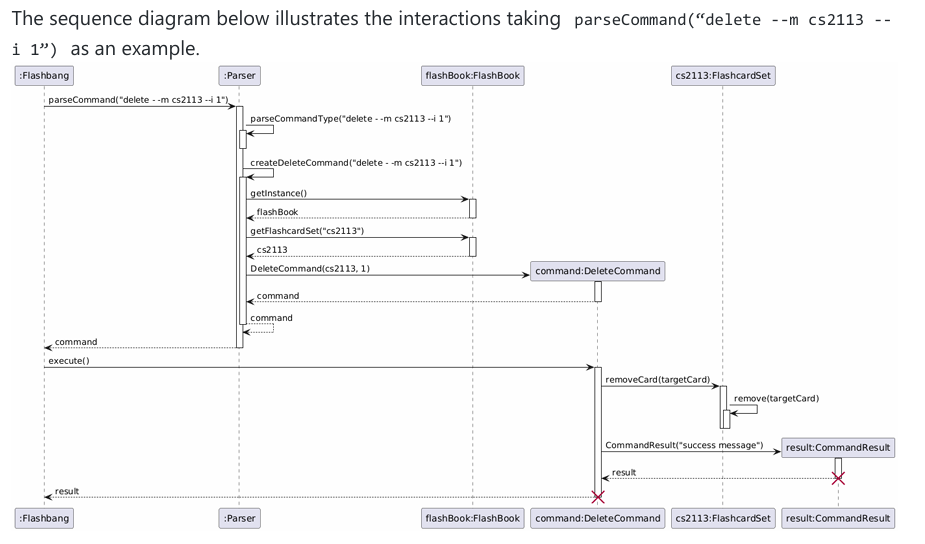 The sequence diagram below illustrates the interactions taking parseCommand(“delete --m cs2113 --
i 1”) as an example.
:Flashbang :Parser flashBook:FlashBook cs2113:FlashcardSet
parseCommand("delete - -m cs2113 --i 1")
parseCommandType("delete - -m cs2113 --i 1")
createDeleteCommand("delete - -m cs2113 --i 1")
getInstance()
flashBook
getFlashcardSet("cs2113")
cs2113
DeleteCommand(cs2113, 1) command:DeleteCommand
command
command
command
execute()
removeCard(targetCard)
remove(targetCard)
CommandResult("success message") result:CommandResult
result
result
:Flashbang :Parser flashBook:FlashBook command:DeleteCommand cs2113:FlashcardSet result:CommandResult